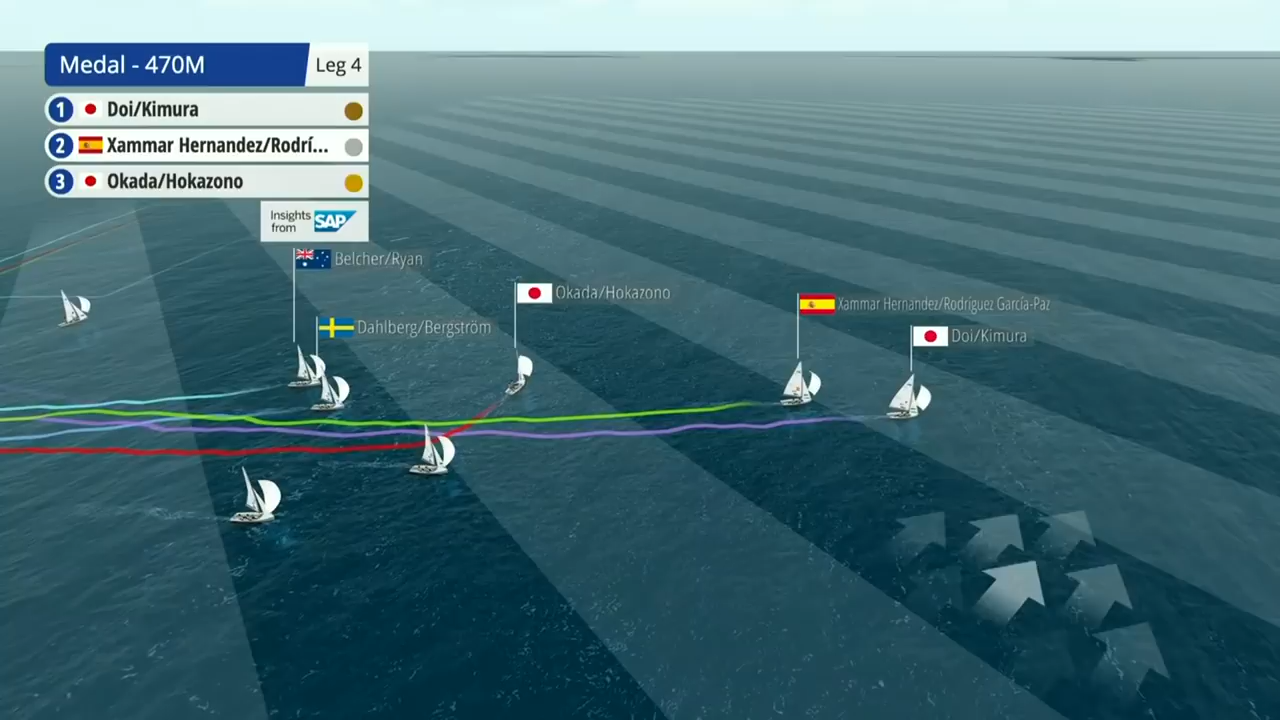 Medal - 470M
Leg 4
1 Doi/Kimura
2 Xammar Hernandez/Rodrí...
3 Okada/Hokazono
Insights
from SAP
Belcher/Ryan
Okada/Hokazono
Xammar Hernandez/Rodríguez García-Paz
Dahlberg/Bergström
Doi/Kimura